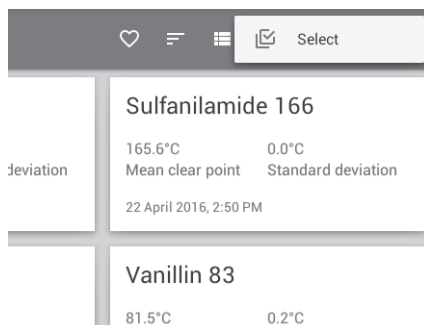 Select
Sulfanilamide 166
165.6°C 0.0°C
deviation Mean clear point Standard deviation
22 April 2016, 2:50 PM
Vanillin 83
81.5°C 0.2°C